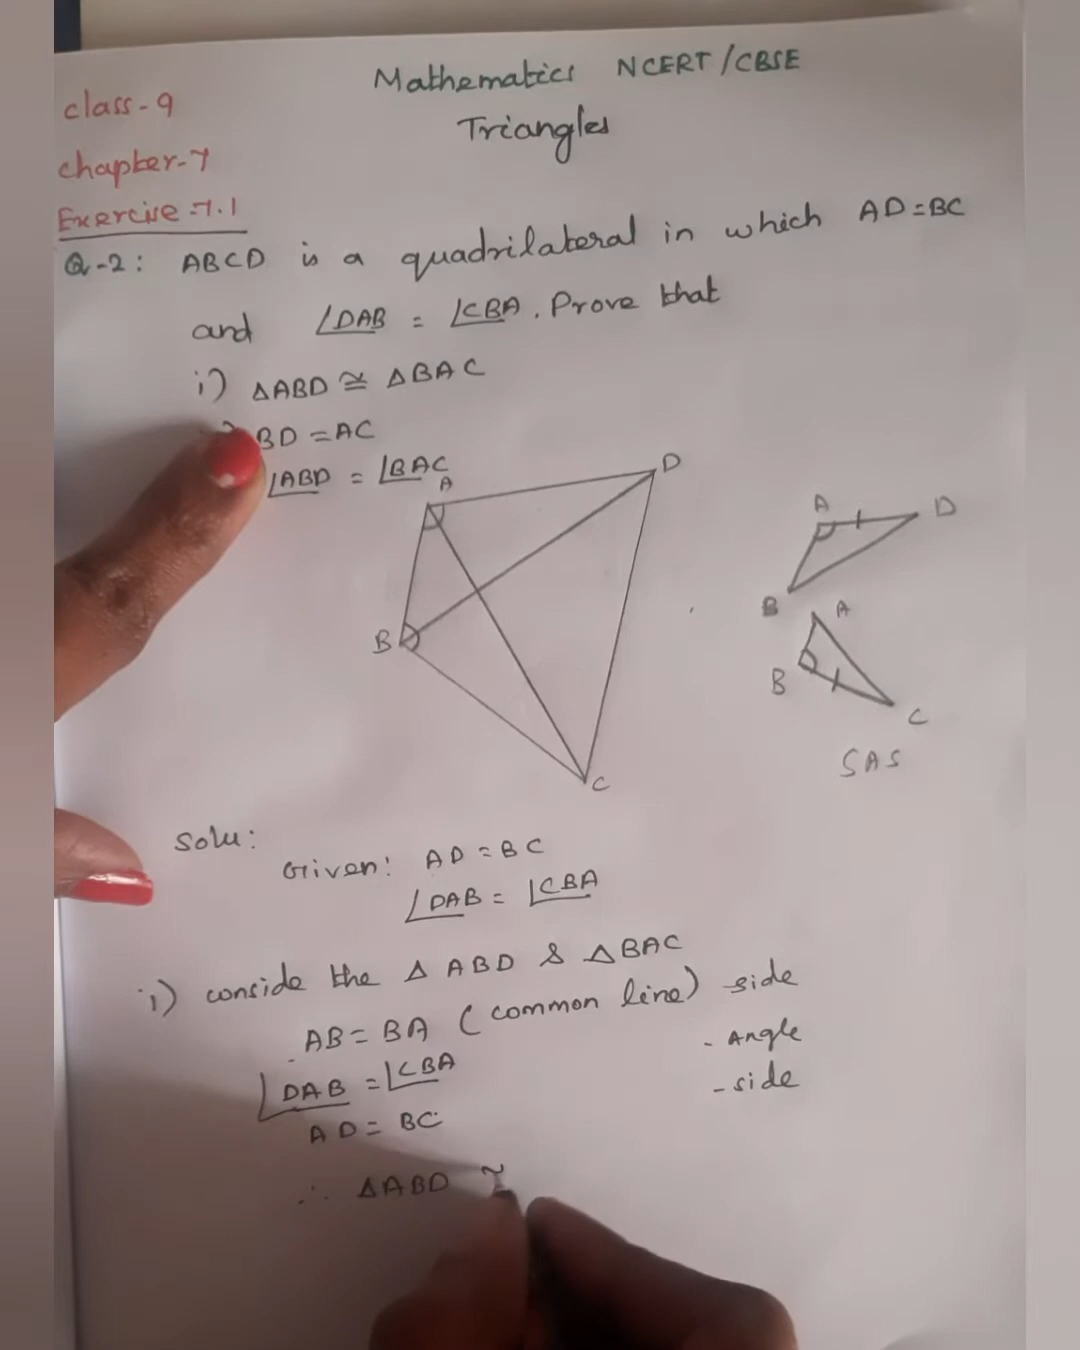 Mathematics NCERT/CBSE
class-9
Triangles
chapter-7
Exercise-7.1
Q-2: ABCD is a quadrilateral in which AD=BC
and ∠DAB = ∠CBA. Prove that
i) ΔABD ≅ ΔBAC
BD = AC
∠ABD = ∠BAC
A
D
B
C
A
D
B
A
B
C
SAS
Solu:
Given: AD = BC
∠DAB = ∠CBA
i) conside the Δ ABD & ΔBAC
AB = BA (common line) side
∠DAB = ∠CBA - Angle
AD = BC - side
∴ ΔABD ≅